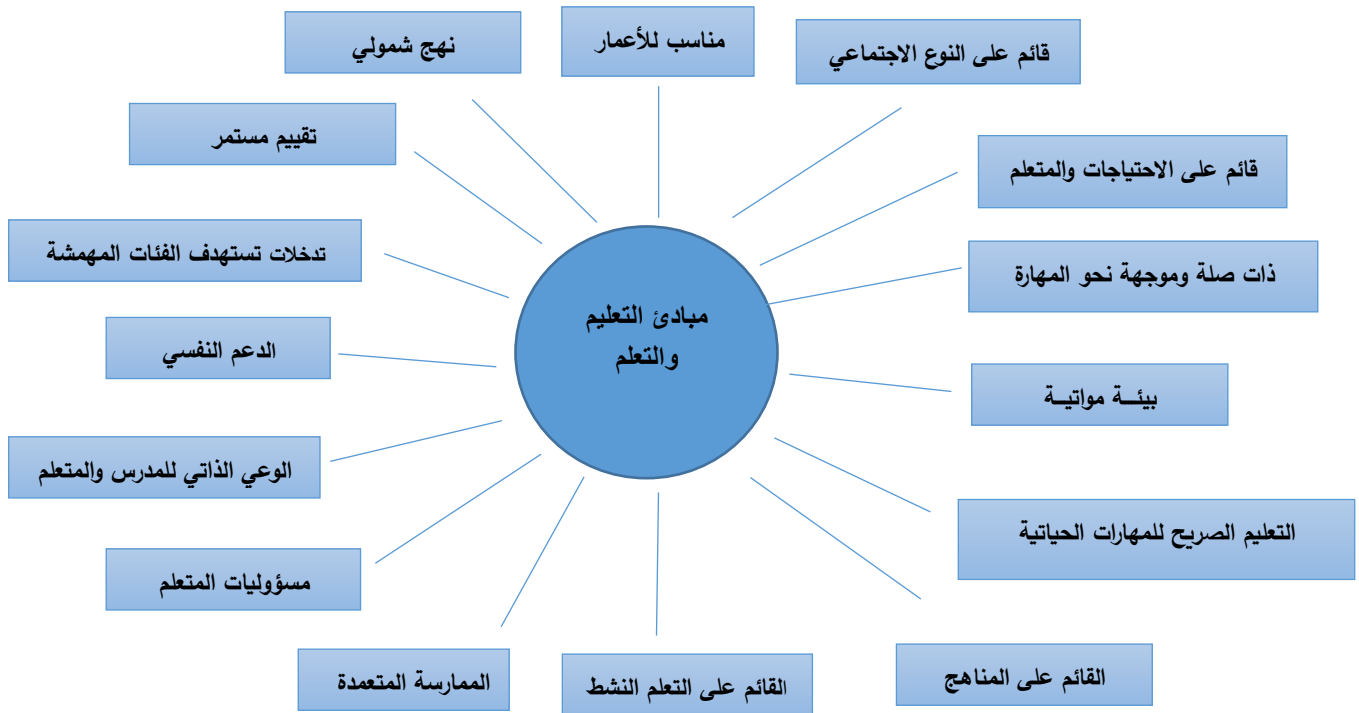 مناسب للأعمار
قائم على النوع الاجتماعي
نهج شمولي
تقييم مستمر
قائم على الاحتياجات والمتعلم
تدخلات تستهدف الفئات المهمشة
ذات صلة وموجهة نحو المهارة
مبادئ التعليم
والتعلم
الدعم النفسي
بيئــة مواتيــة
الوعي الذاتي للمدرس والمتعلم
التعليم الصريح للمهارات الحياتية
مسؤوليات المتعلم
القائم على المناهج
القائم على التعلم النشط
الممارسة المتعمدة